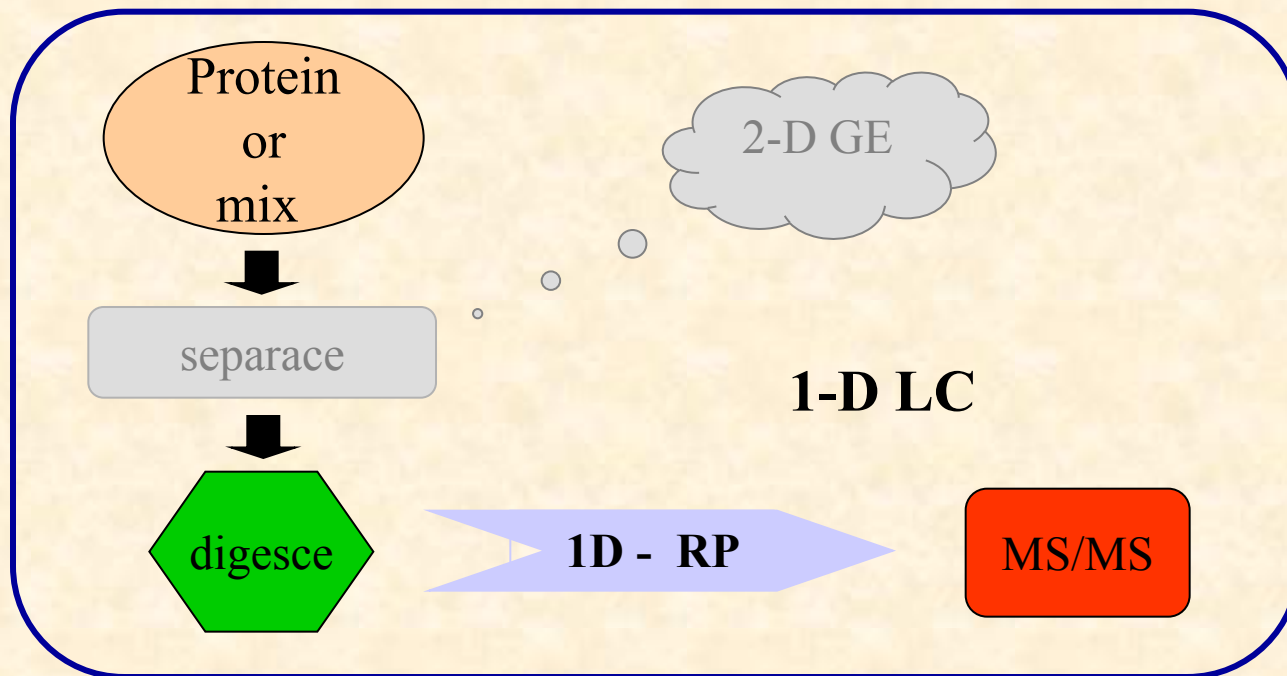 Protein
or
mix
2-D GE
separace
1-D LC
digesce
1D - RP
MS/MS